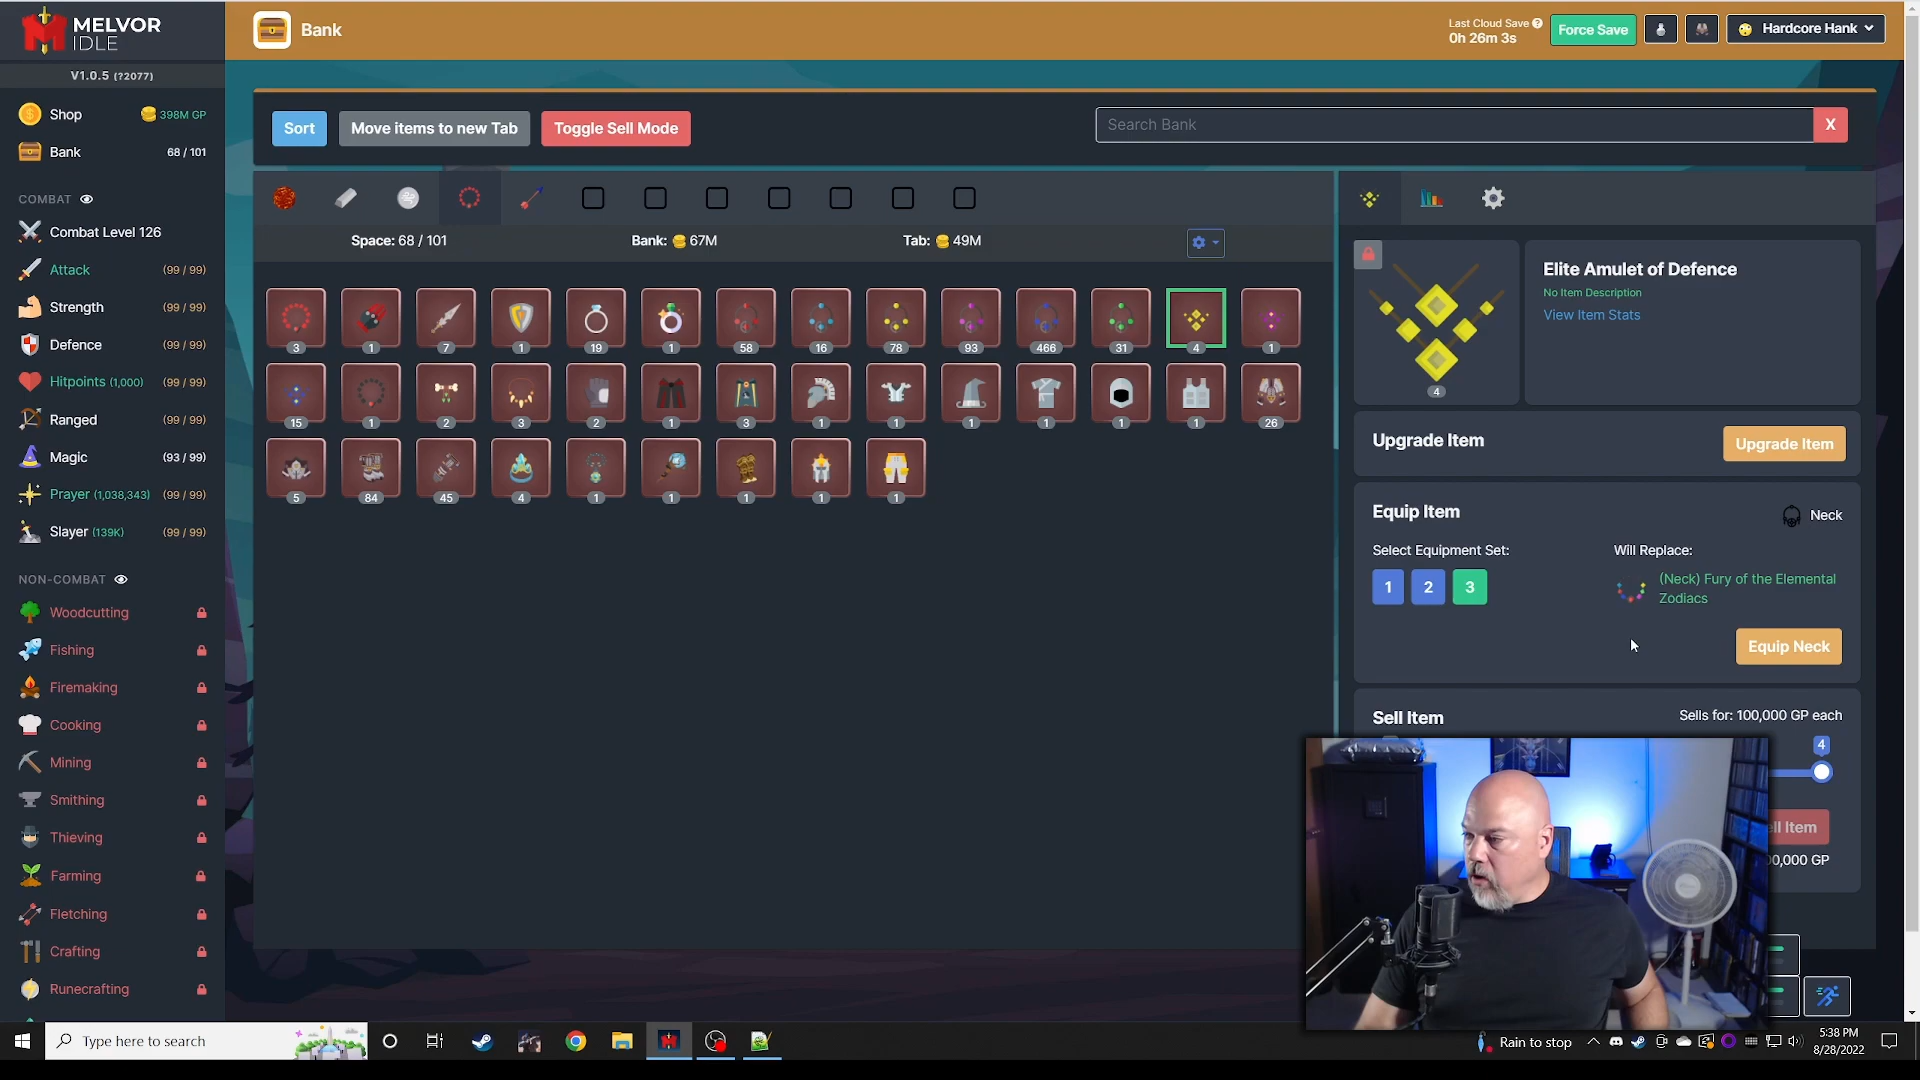 MELVOR
IDLE
V1.0.5 (?2077)
Shop 398M GP
Bank 68 / 101
COMBAT
Combat Level 126
Attack (99 / 99)
Strength (99 / 99)
Defence (99 / 99)
Hitpoints (1,000) (99 / 99)
Ranged (99 / 99)
Magic (93 / 99)
Prayer (1,038,343) (99 / 99)
Slayer (139K) (99 / 99)
NON-COMBAT
Woodcutting
Fishing
Firemaking
Cooking
Mining
Smithing
Thieving
Farming
Fletching
Crafting
Runecrafting
Bank
Last Cloud Save
0h 26m 3s
Force Save
Hardcore Hank
Sort Move items to new Tab Toggle Sell Mode
Search Bank X
Space: 68 / 101 Bank: 67M Tab: 49M
3 1 7 1 19 1 58 16 78 93 466 31 4 1
15 1 2 3 2 1 3 1 1 1 1 1 1 26
5 84 45 4 1 1 1 1 1
Elite Amulet of Defence
No Item Description
View Item Stats
4
Upgrade Item Upgrade Item
Equip Item Neck
Select Equipment Set: Will Replace:
1 2 3
(Neck) Fury of the Elemental
Zodiacs
Equip Neck
Sell Item Sells for: 100,000 GP each
4
Item
00,000 GP
Type here to search
Rain to stop
5:38 PM
8/28/2022